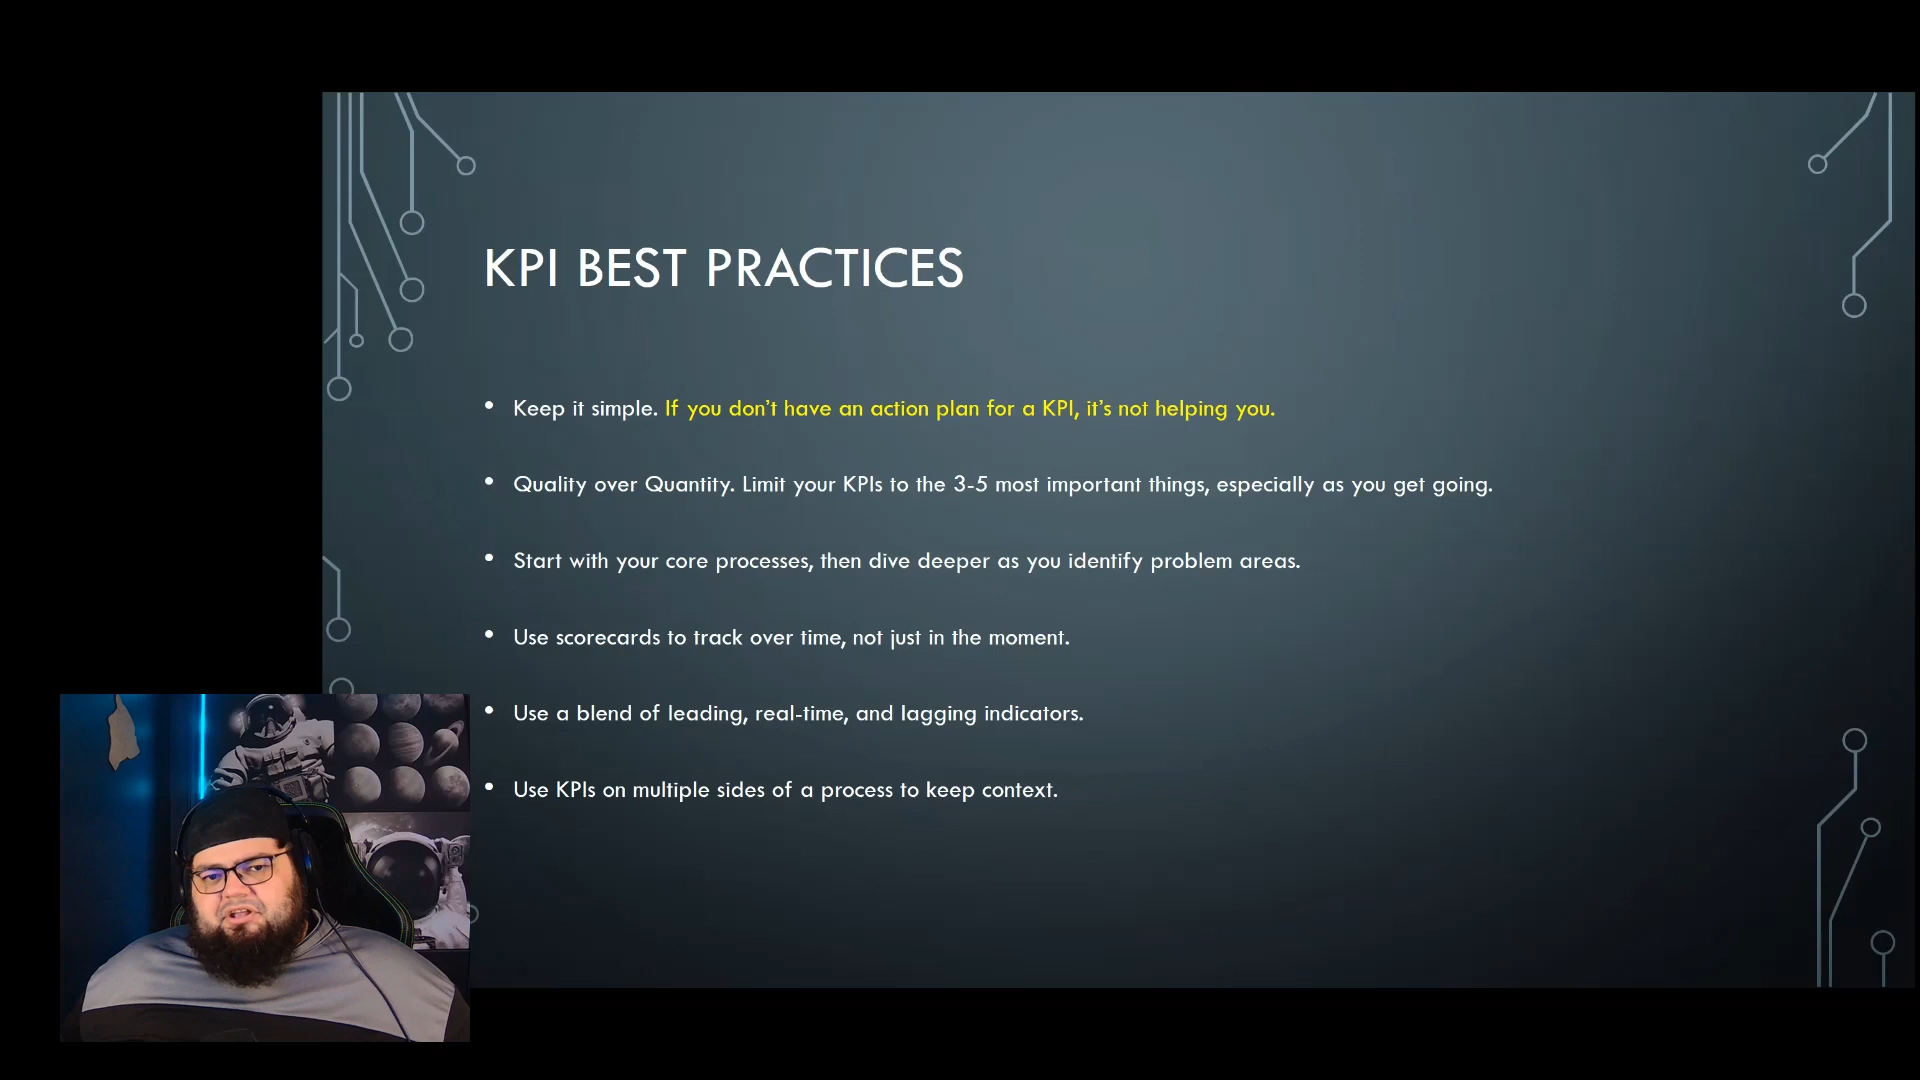 KPI BEST PRACTICES
• Keep it simple. If you don't have an action plan for a KPI, it's not helping you.
• Quality over Quantity. Limit your KPIs to the 3-5 most important things, especially as you get going.
• Start with your core processes, then dive deeper as you identify problem areas.
• Use scorecards to track over time, not just in the moment.
• Use a blend of leading, real-time, and lagging indicators.
• Use KPIs on multiple sides of a process to keep context.